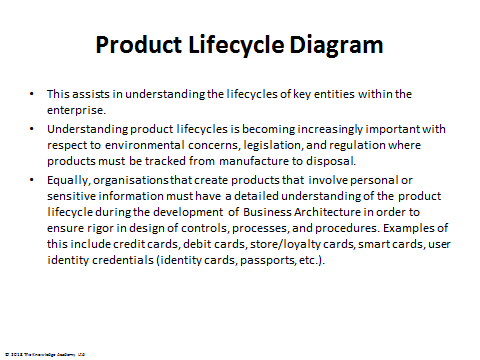 Product Lifecycle Diagram
• This assists in understanding the lifecycles of key entities within the
enterprise.
• Understanding product lifecycles is becoming increasingly important with
respect to environmental concerns, legislation, and regulation where
products must be tracked from manufacture to disposal.
• Equally, organisations that create products that involve personal or
sensitive information must have a detailed understanding of the product
lifecycle during the development of Business Architecture in order to
ensure rigor in design of controls, processes, and procedures. Examples of
this include credit cards, debit cards, store/loyalty cards, smart cards, user
identity credentials (identity cards, passports, etc.).
© 2015 The Knowledge Academy Ltd